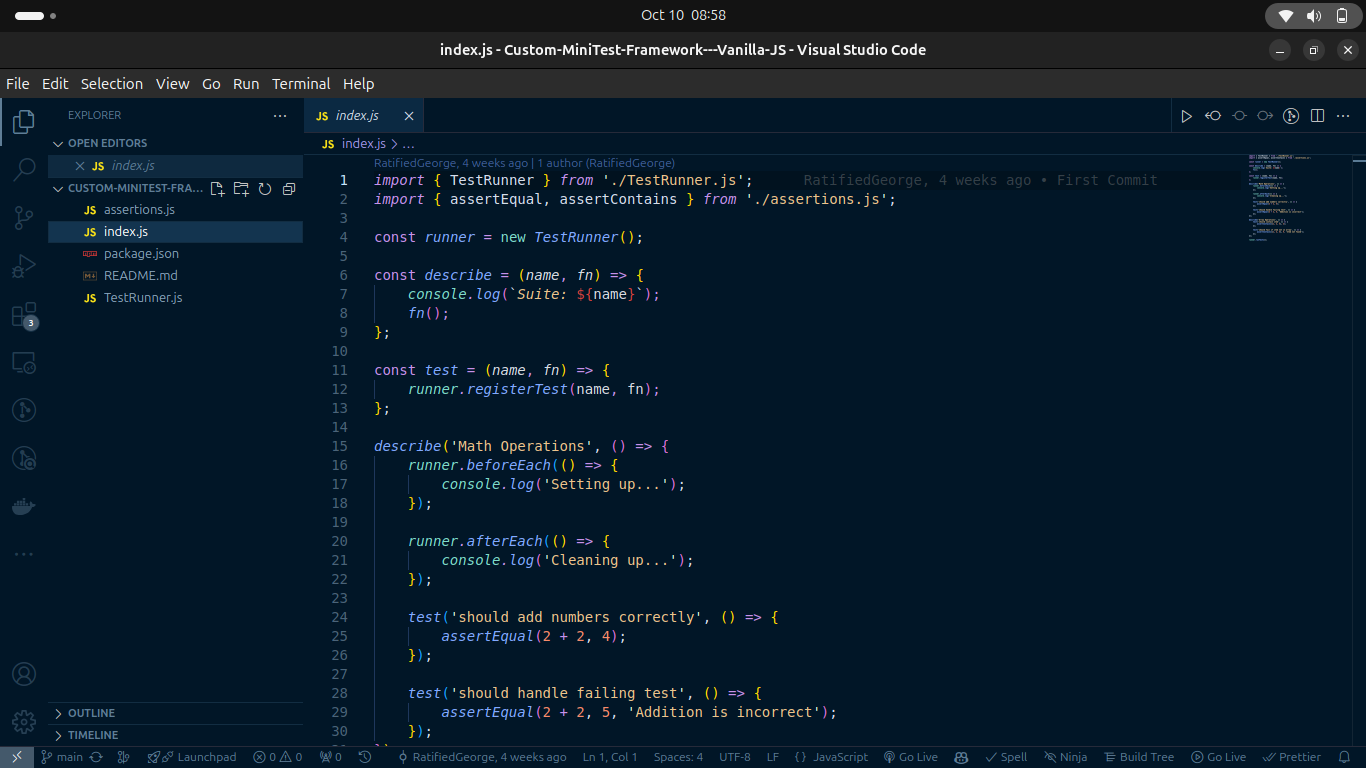 Oct 10 08:58
index.js - Custom-MiniTest-Framework---Vanilla-JS - Visual Studio Code
File Edit Selection View Go Run Terminal Help
EXPLORER
OPEN EDITORS
JS index.js
CUSTOM-MINITEST-FRA...
JS assertions.js
JS index.js
package.json
README.md
JS TestRunner.js
3
OUTLINE
TIMELINE
JS index.js
JS index.js > ...
RatifiedGeorge, 4 weeks ago | 1 author (RatifiedGeorge)
1 import { TestRunner } from './TestRunner.js'; RatifiedGeorge, 4 weeks ago • First Commit
2 import { assertEqual, assertContains } from './assertions.js';
3
4 const runner = new TestRunner();
5
6 const describe = (name, fn) => {
7 console.log(`Suite: ${name}`);
8 fn();
9 };
10
11 const test = (name, fn) => {
12 runner.registerTest(name, fn);
13 };
14
15 describe('Math Operations', () => {
16 runner.beforeEach(() => {
17 console.log('Setting up...');
18 });
19
20 runner.afterEach(() => {
21 console.log('Cleaning up...');
22 });
23
24 test('should add numbers correctly', () => {
25 assertEqual(2 + 2, 4);
26 });
27
28 test('should handle failing test', () => {
29 assertEqual(2 + 2, 5, 'Addition is incorrect');
30 });
main Launchpad 0 0 0 RatifiedGeorge, 4 weeks ago Ln 1, Col 1 Spaces: 4 UTF-8 LF {} JavaScript Go Live Spell Ninja Build Tree Go Live Prettier